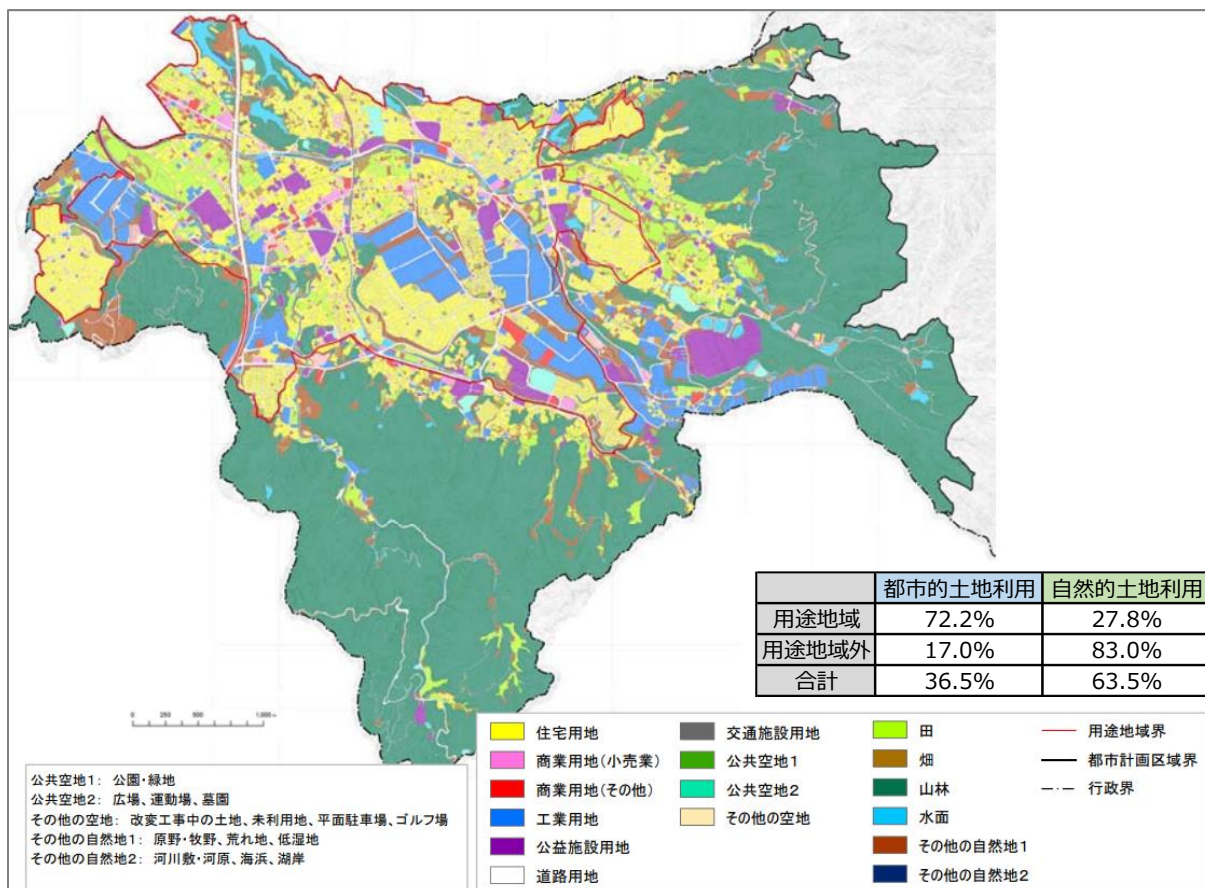 都市的土地利用 自然的土地利用
用途地域 72.2% 27.8%
用途地域外 17.0% 83.0%
合計 36.5% 63.5%
0 250 500 1,000
公共空地1: 公園・緑地
公共空地2: 広場、運動場、墓園
その他の空地: 改変工事中の土地、未利用地、平面駐車場、ゴルフ場
その他の自然地1: 原野・牧野、荒れ地、低湿地
その他の自然地2: 河川敷・河原、海浜、湖岸
住宅用地
商業用地(小売業)
商業用地(その他)
工業用地
公益施設用地
道路用地
交通施設用地
公共空地1
公共空地2
その他の空地
田
畑
山林
水面
その他の自然地1
その他の自然地2
用途地域界
都市計画区域界
行政界